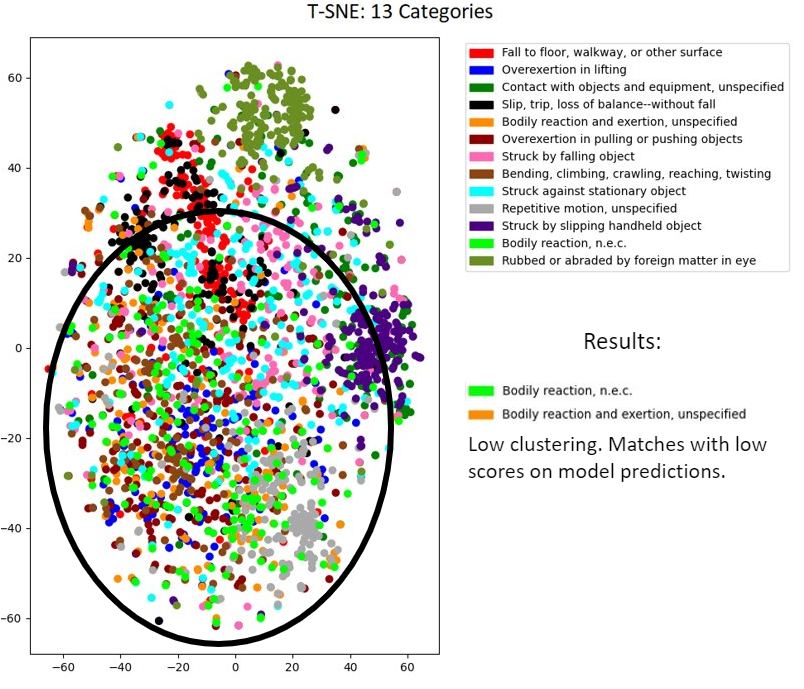 T-SNE: 13 Categories
Fall to floor, walkway, or other surface
Overexertion in lifting
Contact with objects and equipment, unspecified
Slip, trip, loss of balance--without fall
Bodily reaction and exertion, unspecified
Overexertion in pulling or pushing objects
Struck by falling object
Bending, climbing, crawling, reaching, twisting
Struck against stationary object
Repetitive motion, unspecified
Struck by slipping handheld object
Bodily reaction, n.e.c.
Rubbed or abraded by foreign matter in eye
60
40
20
0
−20
−40
−60
−60 −40 −20 0 20 40 60
Results:
Bodily reaction, n.e.c.
Bodily reaction and exertion, unspecified
Low clustering. Matches with low
scores on model predictions.